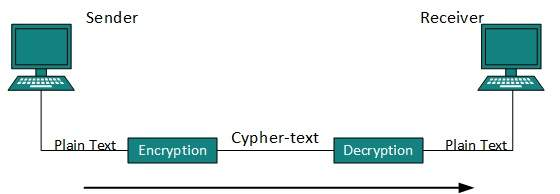 Sender
Receiver
Plain Text
Encryption
Cypher-text
Decryption
Plain Text